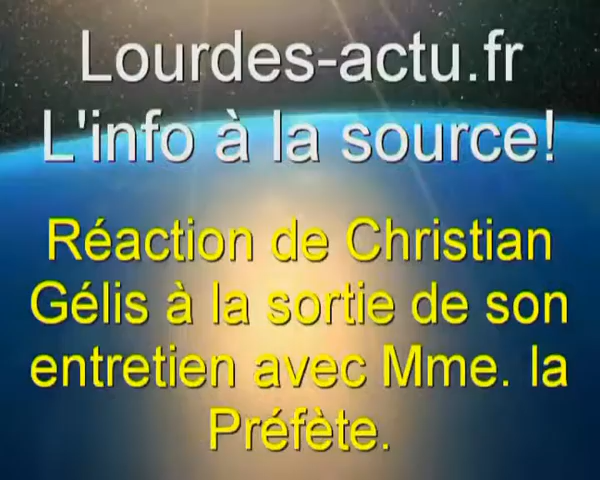 Lourdes-actu.fr
L'info à la source!
Réaction de Christian
Gélis à la sortie de son
entretien avec Mme. la
Préfète.